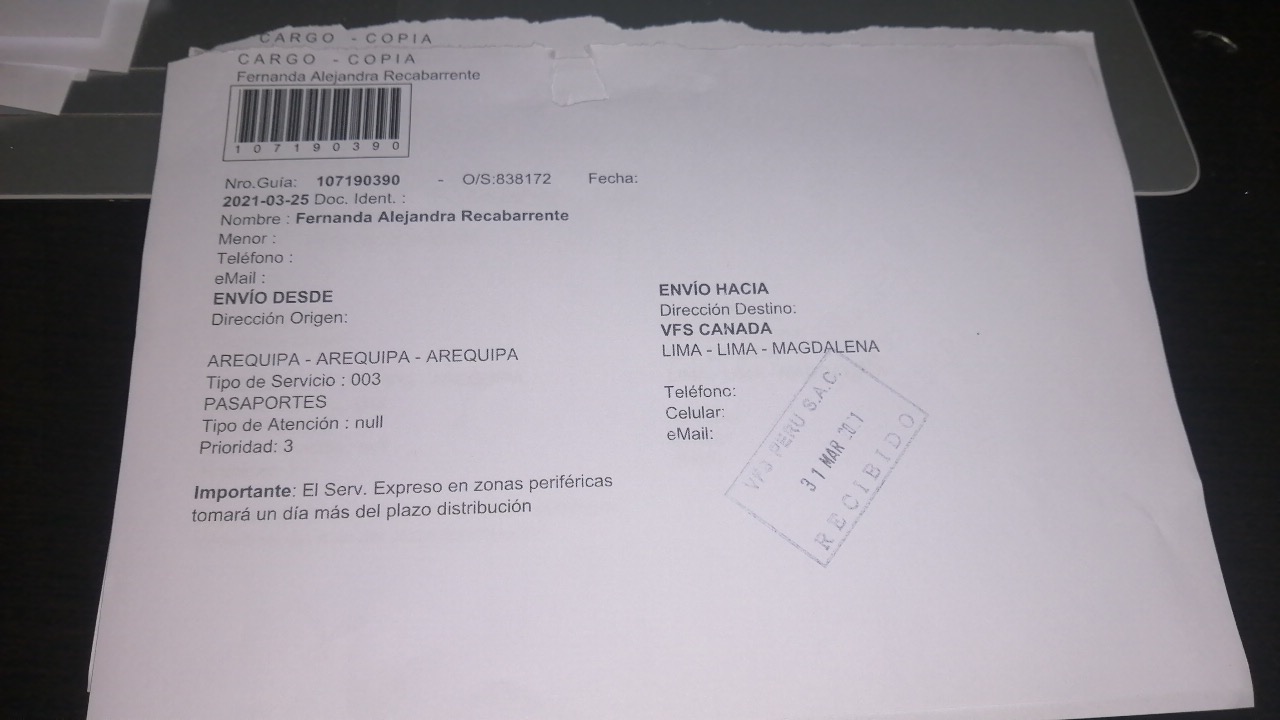 CARGO - COPIA
CARGO - COPIA
Fernanda Alejandra Recabarrente
107190390
Nro.Guía: 107190390 - O/S:838172 Fecha:
2021-03-25 Doc. Ident. :
Nombre : Fernanda Alejandra Recabarrente
Menor :
Teléfono :
eMail :
ENVÍO DESDE
Dirección Origen:
AREQUIPA - AREQUIPA - AREQUIPA
Tipo de Servicio : 003
PASAPORTES
Tipo de Atención : null
Prioridad: 3
Importante: El Serv. Expreso en zonas periféricas
tomará un día más del plazo distribución
ENVÍO HACIA
Dirección Destino:
VFS CANADA
LIMA - LIMA - MAGDALENA
Teléfono:
Celular:
eMail:
VFS PERU S.A.C.
31 MAR
RECIBIDO